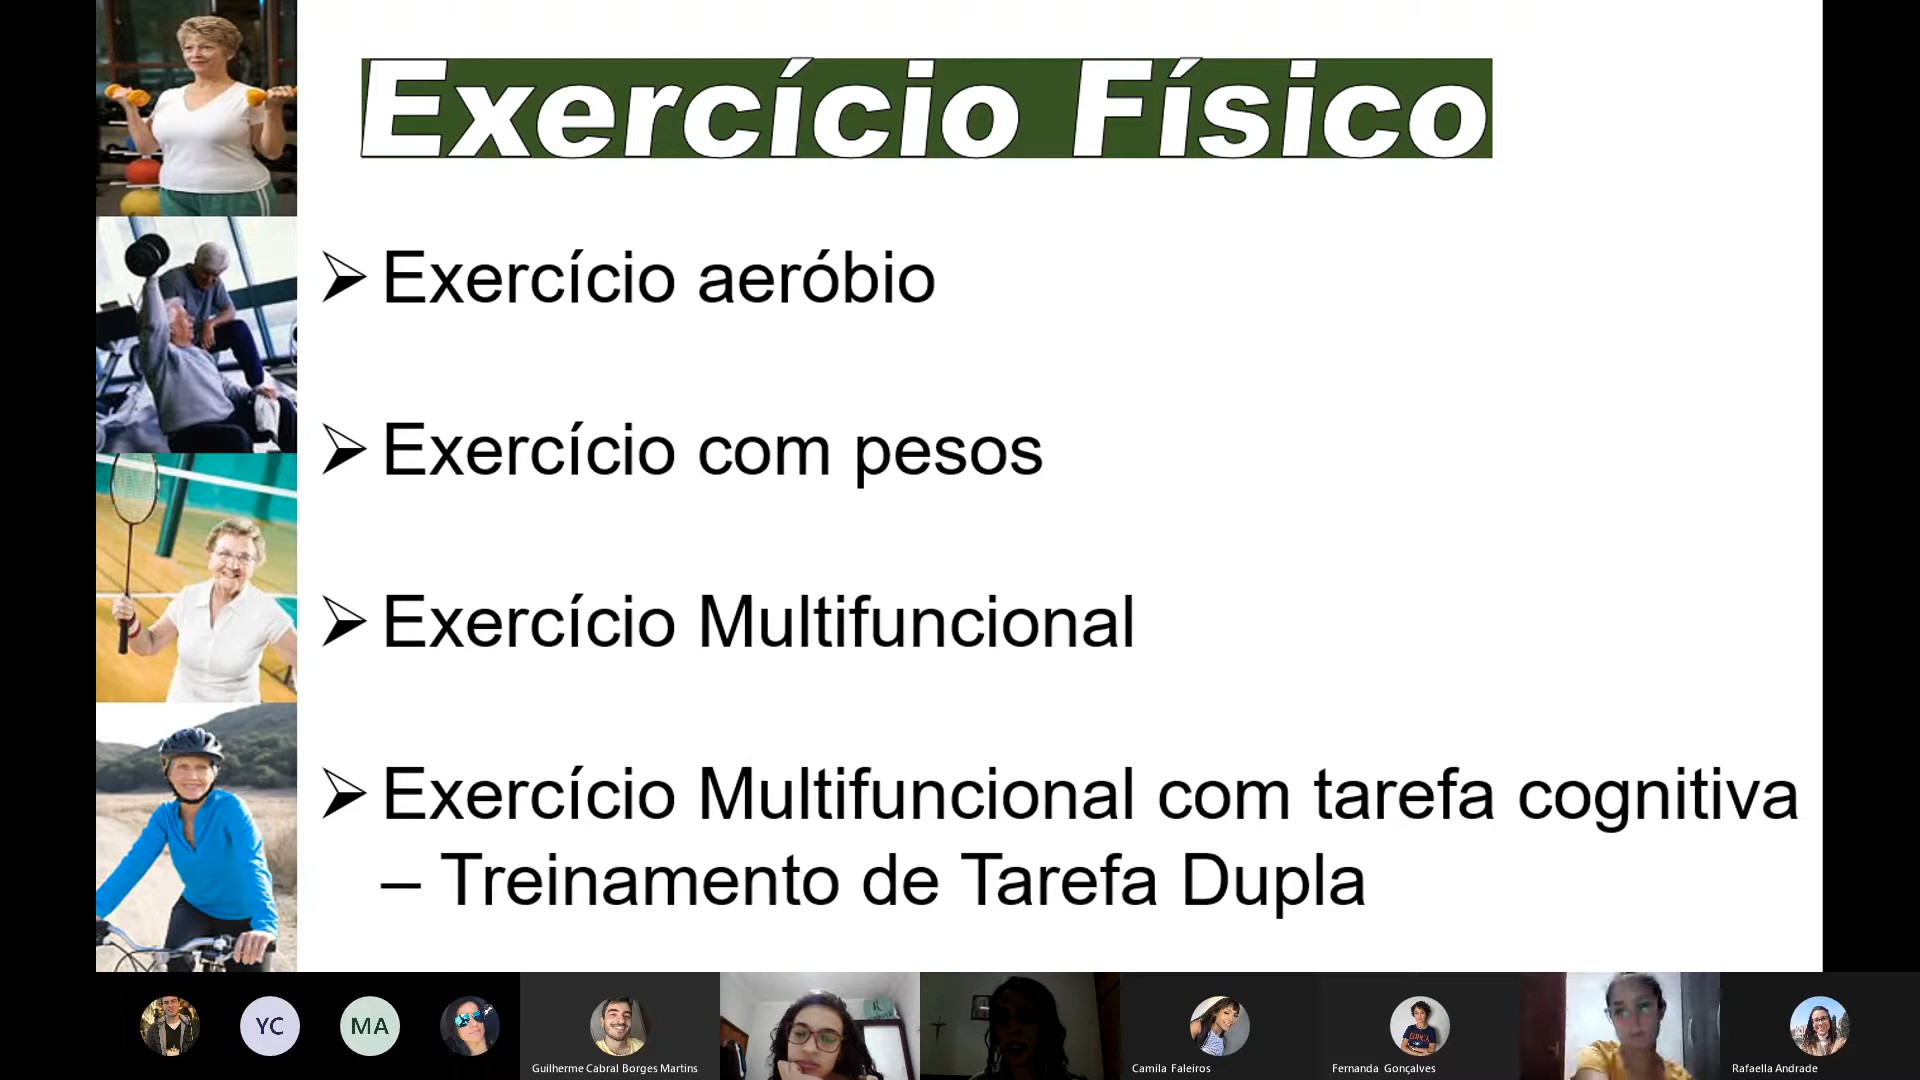 Exercício Físico
Exercício aeróbio
Exercício com pesos
Exercício Multifuncional
Exercício Multifuncional com tarefa cognitiva
– Treinamento de Tarefa Dupla
YC
MA
Guilherme Cabral Borges Martins
Camila Faleiros
Fernanda Gonçalves
Rafaella Andrade